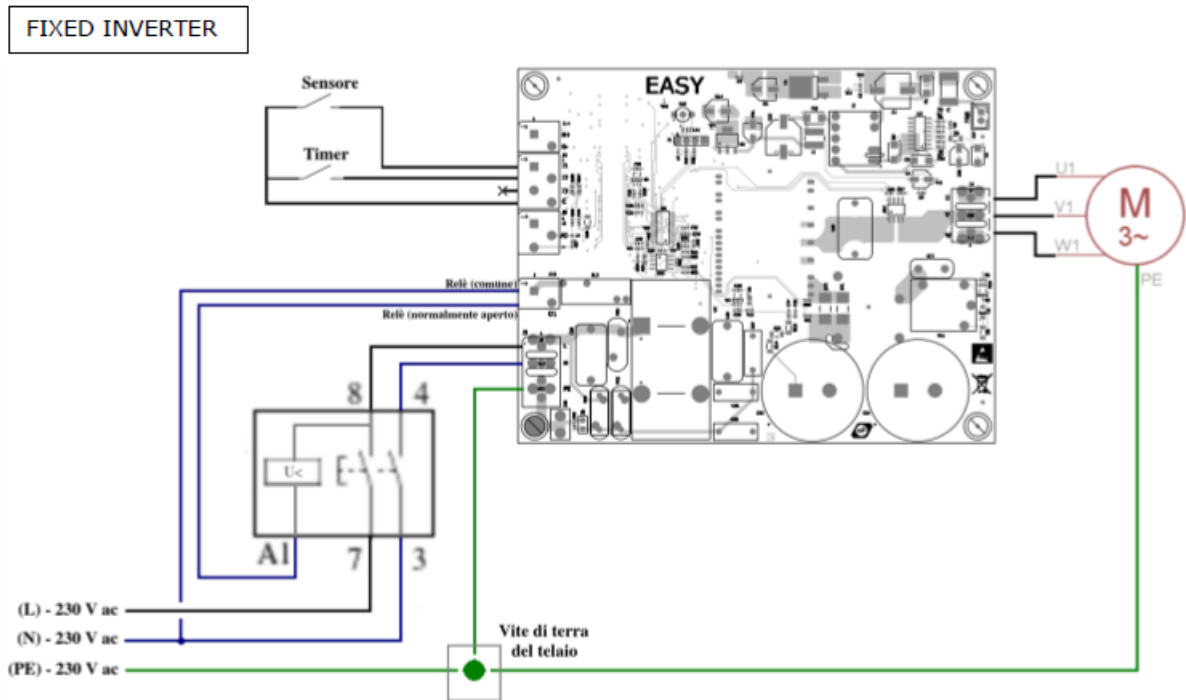 FIXED INVERTER
Sensore
EASY
Timer
U1
V1
W1
M
3~
PE
Relè (comune)
Relè (normalmente aperto)
8 4
U<
A1 7 3
(L) - 230 V ac
(N) - 230 V ac
(PE) - 230 V ac
Vite di terra
del telaio